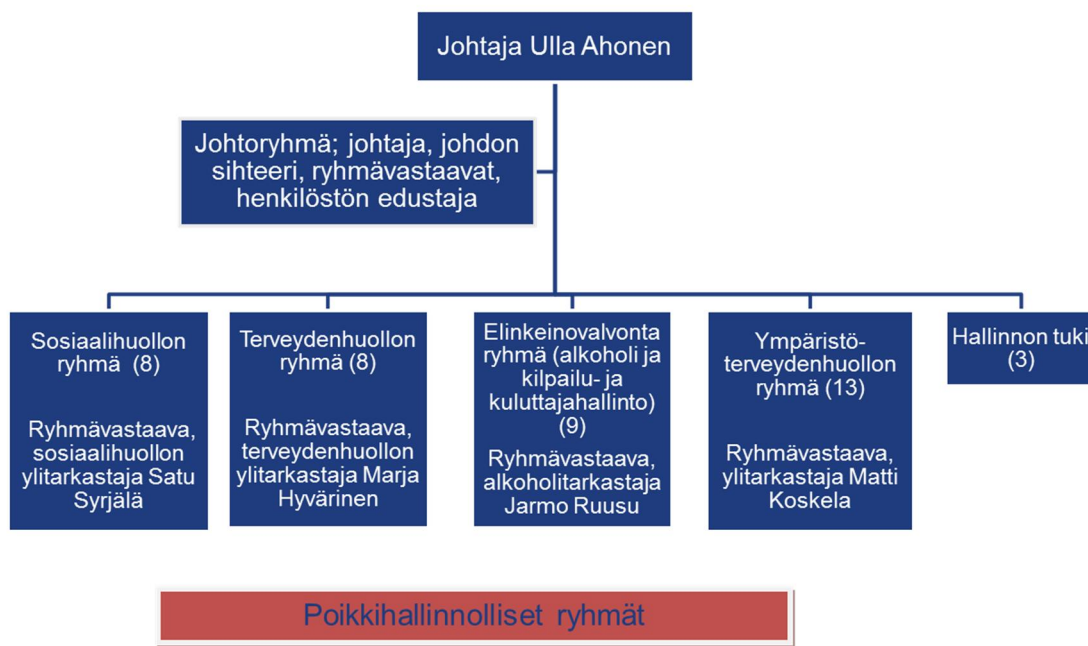 Johtaja Ulla Ahonen
Johtoryhmä; johtaja, johdon
sihteeri, ryhmävastaavat,
henkilöstön edustaja
Sosiaalihuollon
ryhmä (8)
Ryhmävastaava,
sosiaalihuollon
ylitarkastaja Satu
Syrjälä
Terveydenhuollon
ryhmä (8)
Ryhmävastaava,
terveydenhuollon
ylitarkastaja Marja
Hyvärinen
Elinkeinovalvonta
ryhmä (alkoholi ja
kilpailu- ja
kuluttajahallinto)
(9)
Ryhmävastaava,
alkoholitarkastaja
Jarmo Ruusu
Ympäristö-
terveydenhuollon
ryhmä (13)
Ryhmävastaava,
ylitarkastaja Matti
Koskela
Hallinnon tuki
(3)
Poikkihallinnolliset ryhmät